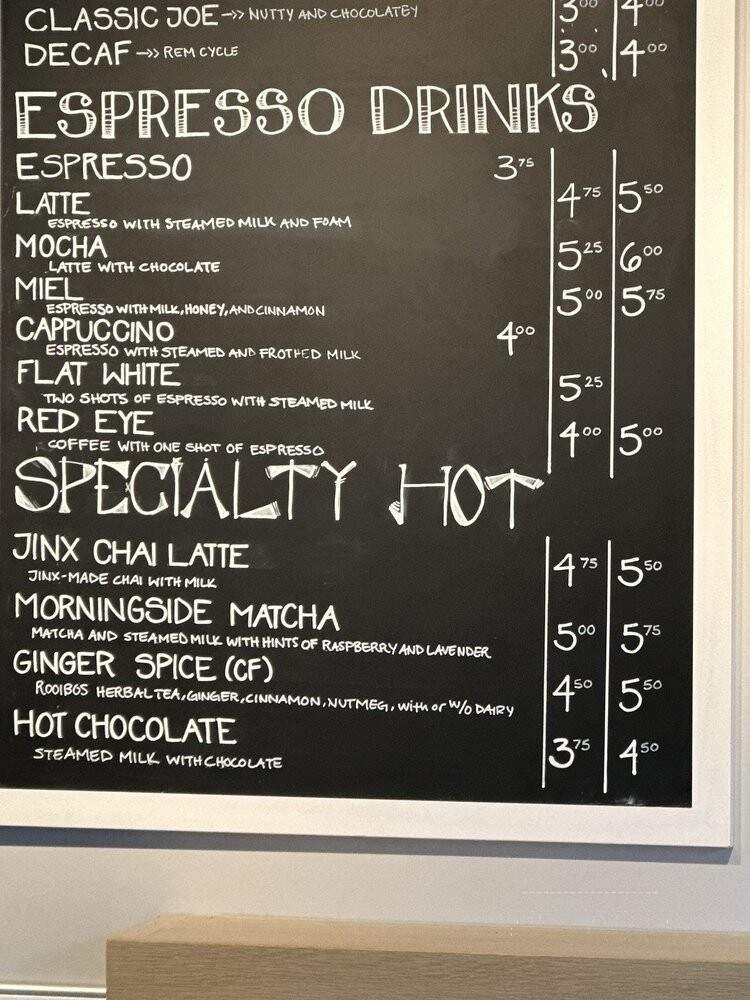 CLASSIC JOE →>> NUTTY AND CHOCOLATEY 3 00 4 00
DECAF →>> REM CYCLE 3 00 4 00
ESPRESSO DRINKS
ESPRESSO 3 75
LATTE 4 75 5 50
ESPRESSO WITH STEAMED MILK AND FOAM
MOCHA 5 25 6 00
LATTE WITH CHOCOLATE
MIEL 5 00 5 75
ESPRESSO WITH MILK, HONEY, AND CINNAMON
CAPPUCCINO 4 00
ESPRESSO WITH STEAMED AND FROTHED MILK
FLAT WHITE 5 25
TWO SHOTS OF ESPRESSO WITH STEAMED MILK
RED EYE 4 00 5 00
COFFEE WITH ONE SHOT OF ESPRESSO
SPECIALTY HOT
JINX CHAI LATTE 4 75 5 50
JINX-MADE CHAI WITH MILK
MORNINGSIDE MATCHA 5 00 5 75
MATCHA AND STEAMED MILK WITH HINTS OF RASPBERRY AND LAVENDER
GINGER SPICE (CF) 4 50 5 50
ROOIBOS HERBAL TEA, GINGER, CINNAMON, NUTMEG, with or w/o DAIRY
HOT CHOCOLATE 3 75 4 50
STEAMED MILK WITH CHOCOLATE